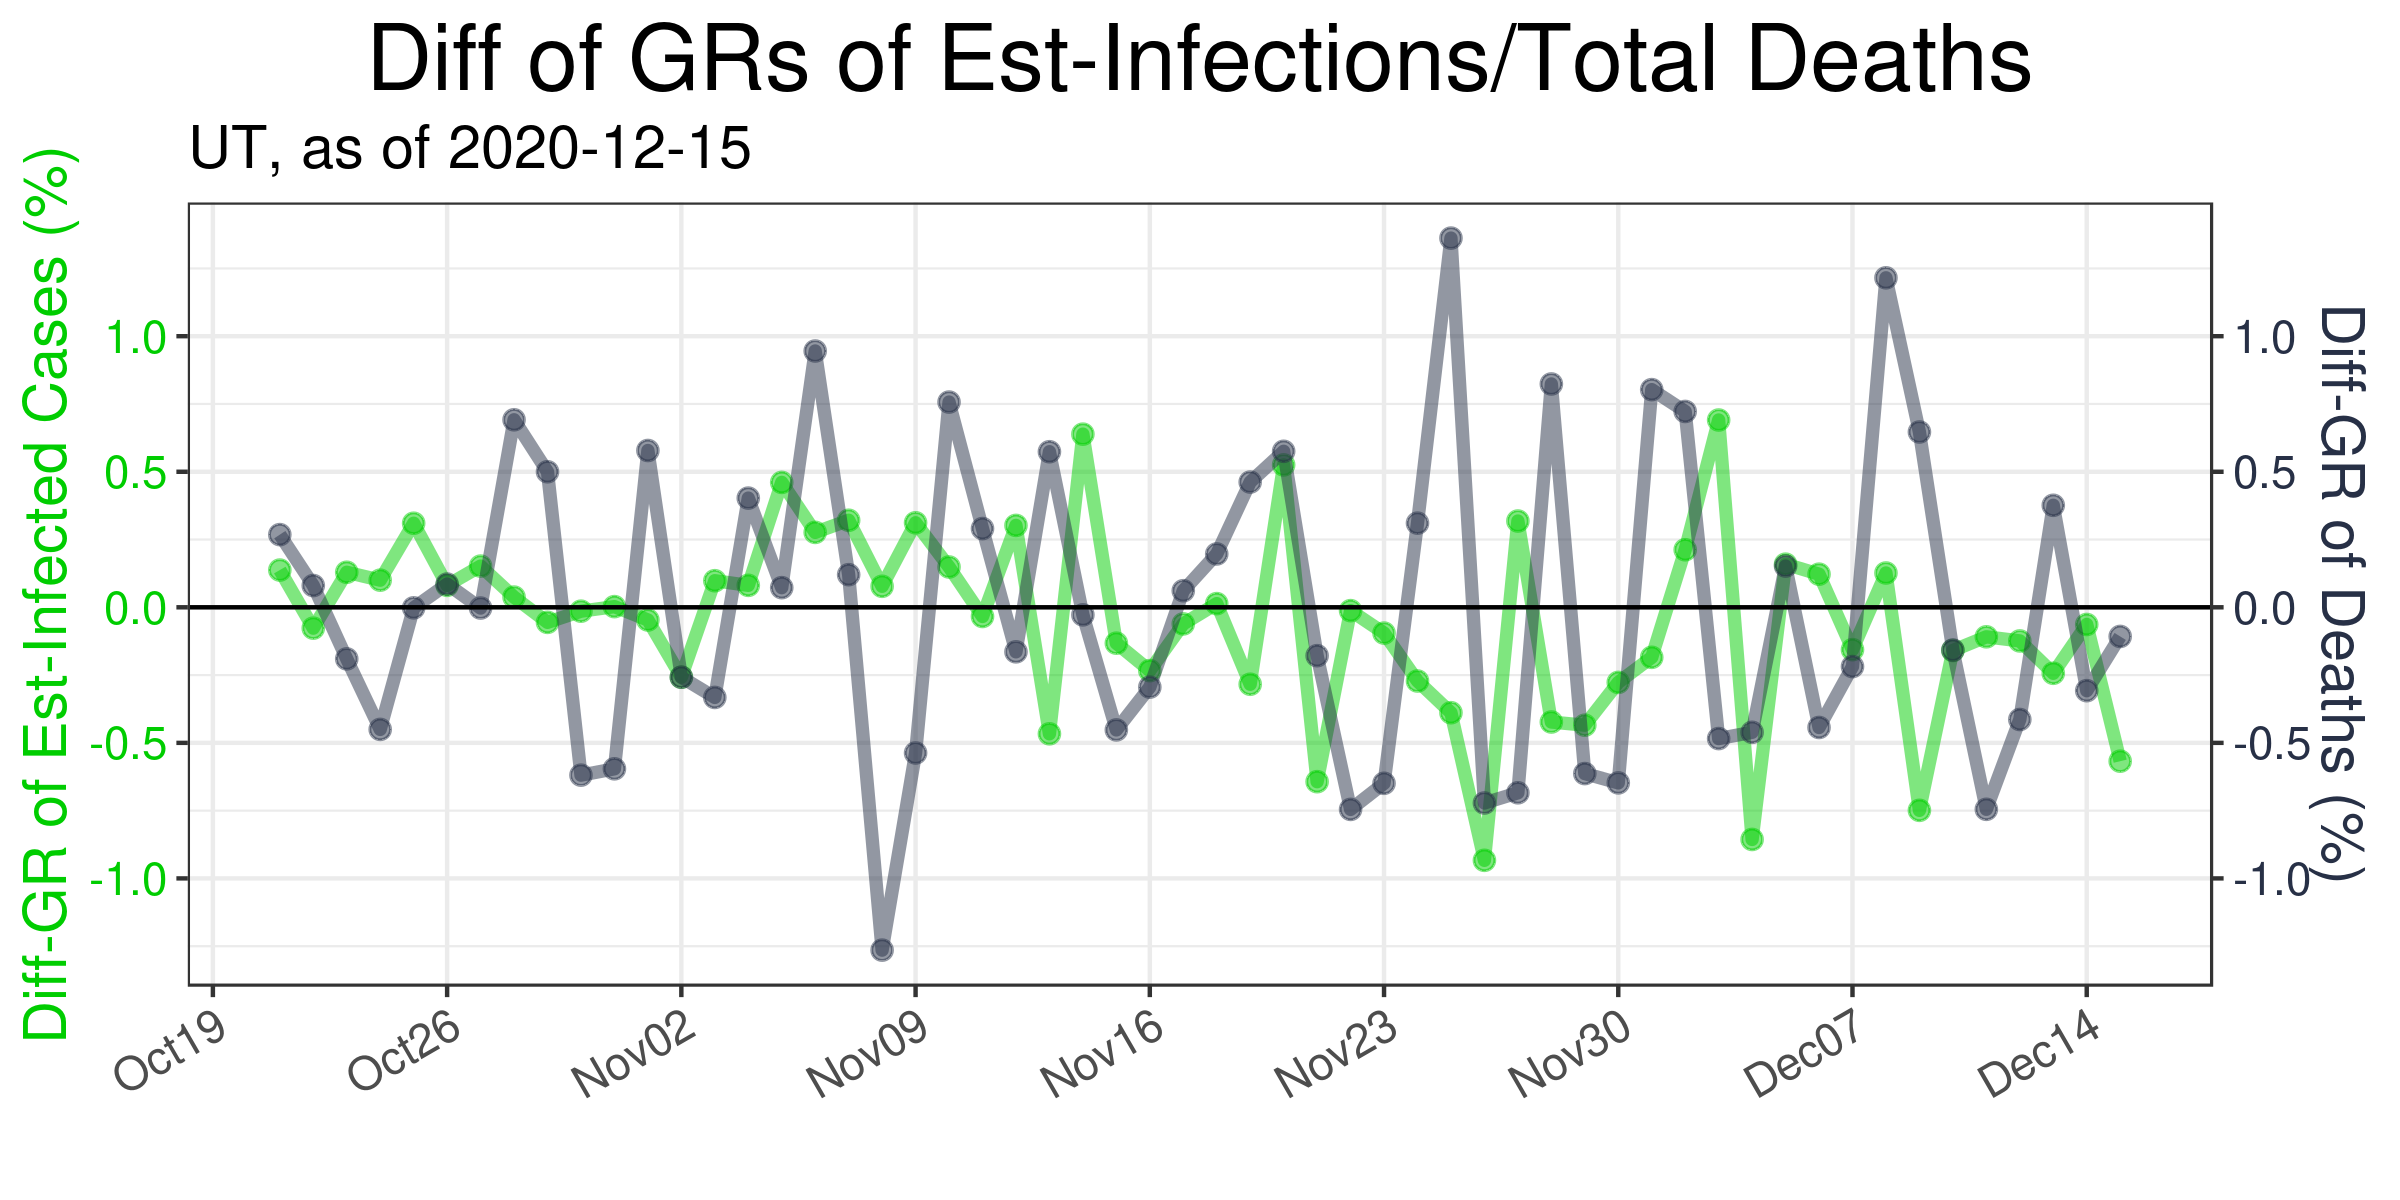 Diff of GRs of Est-Infections/Total Deaths
UT, as of 2020-12-15
Diff-GR of Est-Infected Cases (%)
1.0
0.5
0.0
-0.5
-1.0
1.0
0.5
0.0
-0.5
-1.0
Diff-GR of Deaths (%)
Oct19 Oct26 Nov02 Nov09 Nov16 Nov23 Nov30 Dec07 Dec14